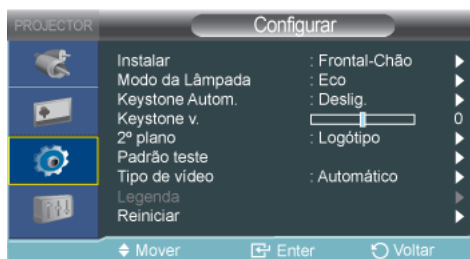 PROJECTOR Configurar
Instalar : Frontal-Chão
Modo da Lâmpada : Eco
Keystone Autom. : Deslig.
Keystone v. 0
2º plano : Logótipo
Padrão teste
Tipo de vídeo : Automático
Legenda
Reiniciar
Mover Enter Voltar